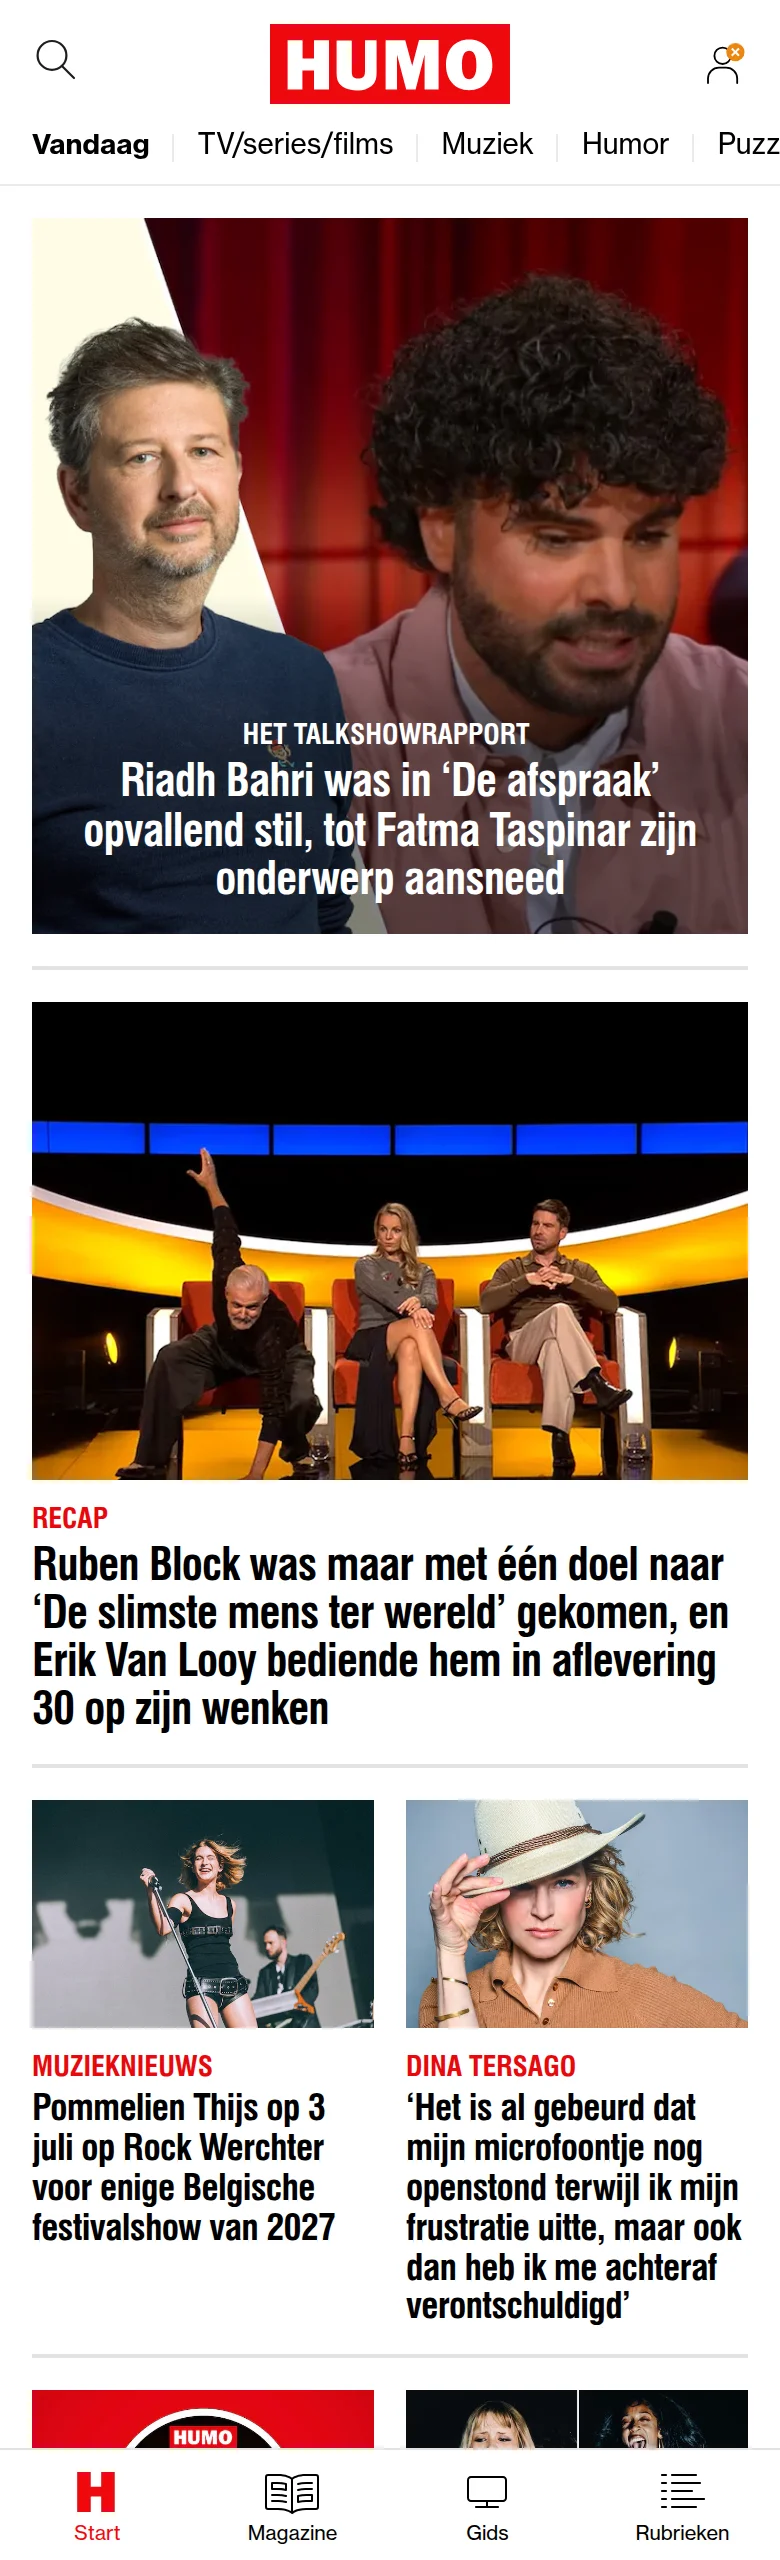 HUMO
Vandaag
TV/series/films
Muziek
Humor
Puzz
HET TALKSHOWRAPPORT
Riadh Bahri was in ‘De afspraak’
opvallend stil, tot Fatma Taspinar zijn
onderwerp aansneed
RECAP
Ruben Block was maar met één doel naar
‘De slimste mens ter wereld’ gekomen, en
Erik Van Looy bediende hem in aflevering
30 op zijn wenken
MUZIEKNIEUWS
Pommelien Thijs op 3
juli op Rock Werchter
voor enige Belgische
festivalshow van 2027
DINA TERSAGO
‘Het is al gebeurd dat
mijn microfoontje nog
openstond terwijl ik mijn
frustratie uitte, maar ook
dan heb ik me achteraf
verontschuldigd’
HUMO
H
Start
Magazine
Gids
Rubrieken